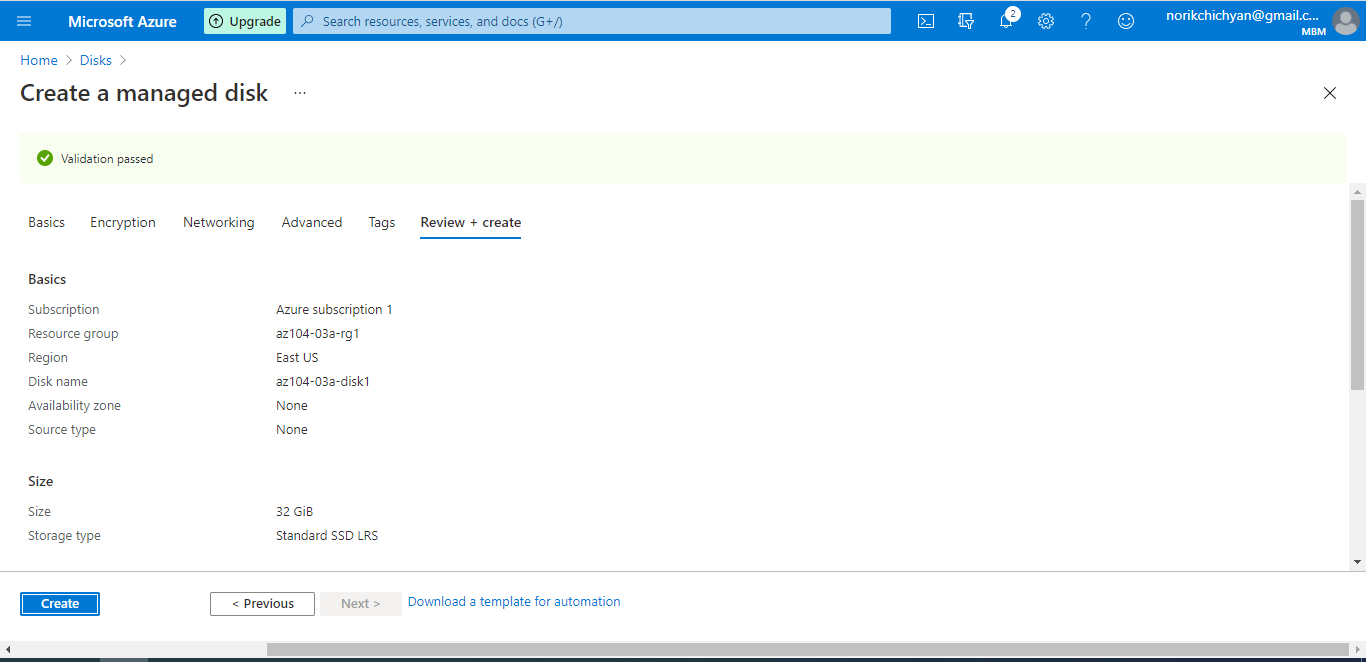 Microsoft Azure
Upgrade
Search resources, services, and docs (G+/)
2
norikchichyan@gmail.c...
MBM
Home > Disks >
Create a managed disk ...
Validation passed
Basics Encryption Networking Advanced Tags Review + create
Basics
Subscription Azure subscription 1
Resource group az104-03a-rg1
Region East US
Disk name az104-03a-disk1
Availability zone None
Source type None
Size
Size 32 GiB
Storage type Standard SSD LRS
Create < Previous Next > Download a template for automation